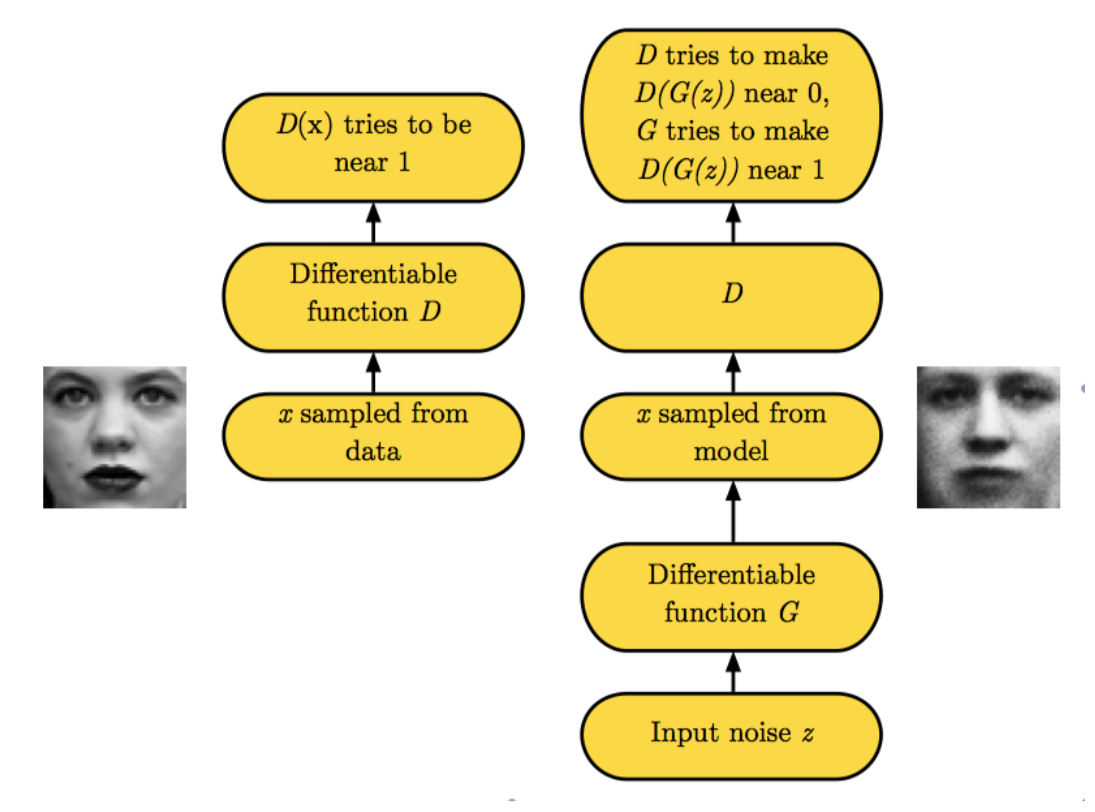 D(x) tries to be
near 1
Differentiable
function D
x sampled from
data
D tries to make
D(G(z)) near 0,
G tries to make
D(G(z)) near 1
D
x sampled from
model
Differentiable
function G
Input noise z